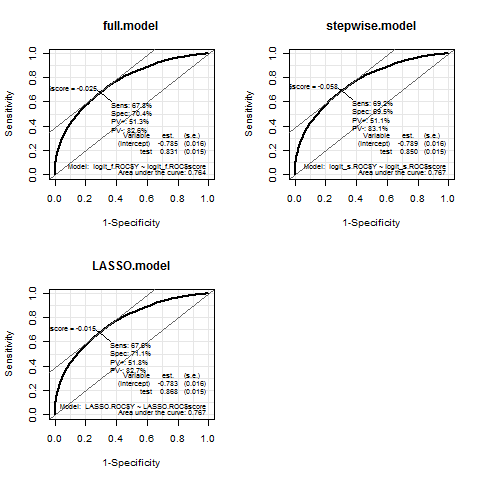 full.model
1.0
0.8
0.6
0.4
0.2
0.0
Sensitivity
score = -0.025
Sens: 67.8%
Spec: 70.4%
PV+: 51.3%
PV-: 82.6%
Variable est. (s.e.)
(Intercept) -0.785 (0.016)
test 0.831 (0.015)
Model: logit_f.ROC$Y ~ logit_f.ROC$score
Area under the curve: 0.764
0.0 0.2 0.4 0.6 0.8 1.0
1-Specificity
stepwise.model
1.0
0.8
0.6
0.4
0.2
0.0
Sensitivity
score = -0.058
Sens: 69.2%
Spec: 69.5%
PV+: 51.1%
PV-: 83.1%
Variable est. (s.e.)
(Intercept) -0.789 (0.016)
test 0.850 (0.015)
Model: logit_s.ROC$Y ~ logit_s.ROC$score
Area under the curve: 0.767
0.0 0.2 0.4 0.6 0.8 1.0
1-Specificity
LASSO.model
1.0
0.8
0.6
0.4
0.2
0.0
Sensitivity
score = -0.015
Sens: 67.6%
Spec: 71.1%
PV+: 51.8%
PV-: 82.7%
Variable est. (s.e.)
(Intercept) -0.783 (0.016)
test 0.868 (0.015)
Model: LASSO.ROC$Y ~ LASSO.ROC$score
Area under the curve: 0.767
0.0 0.2 0.4 0.6 0.8 1.0
1-Specificity